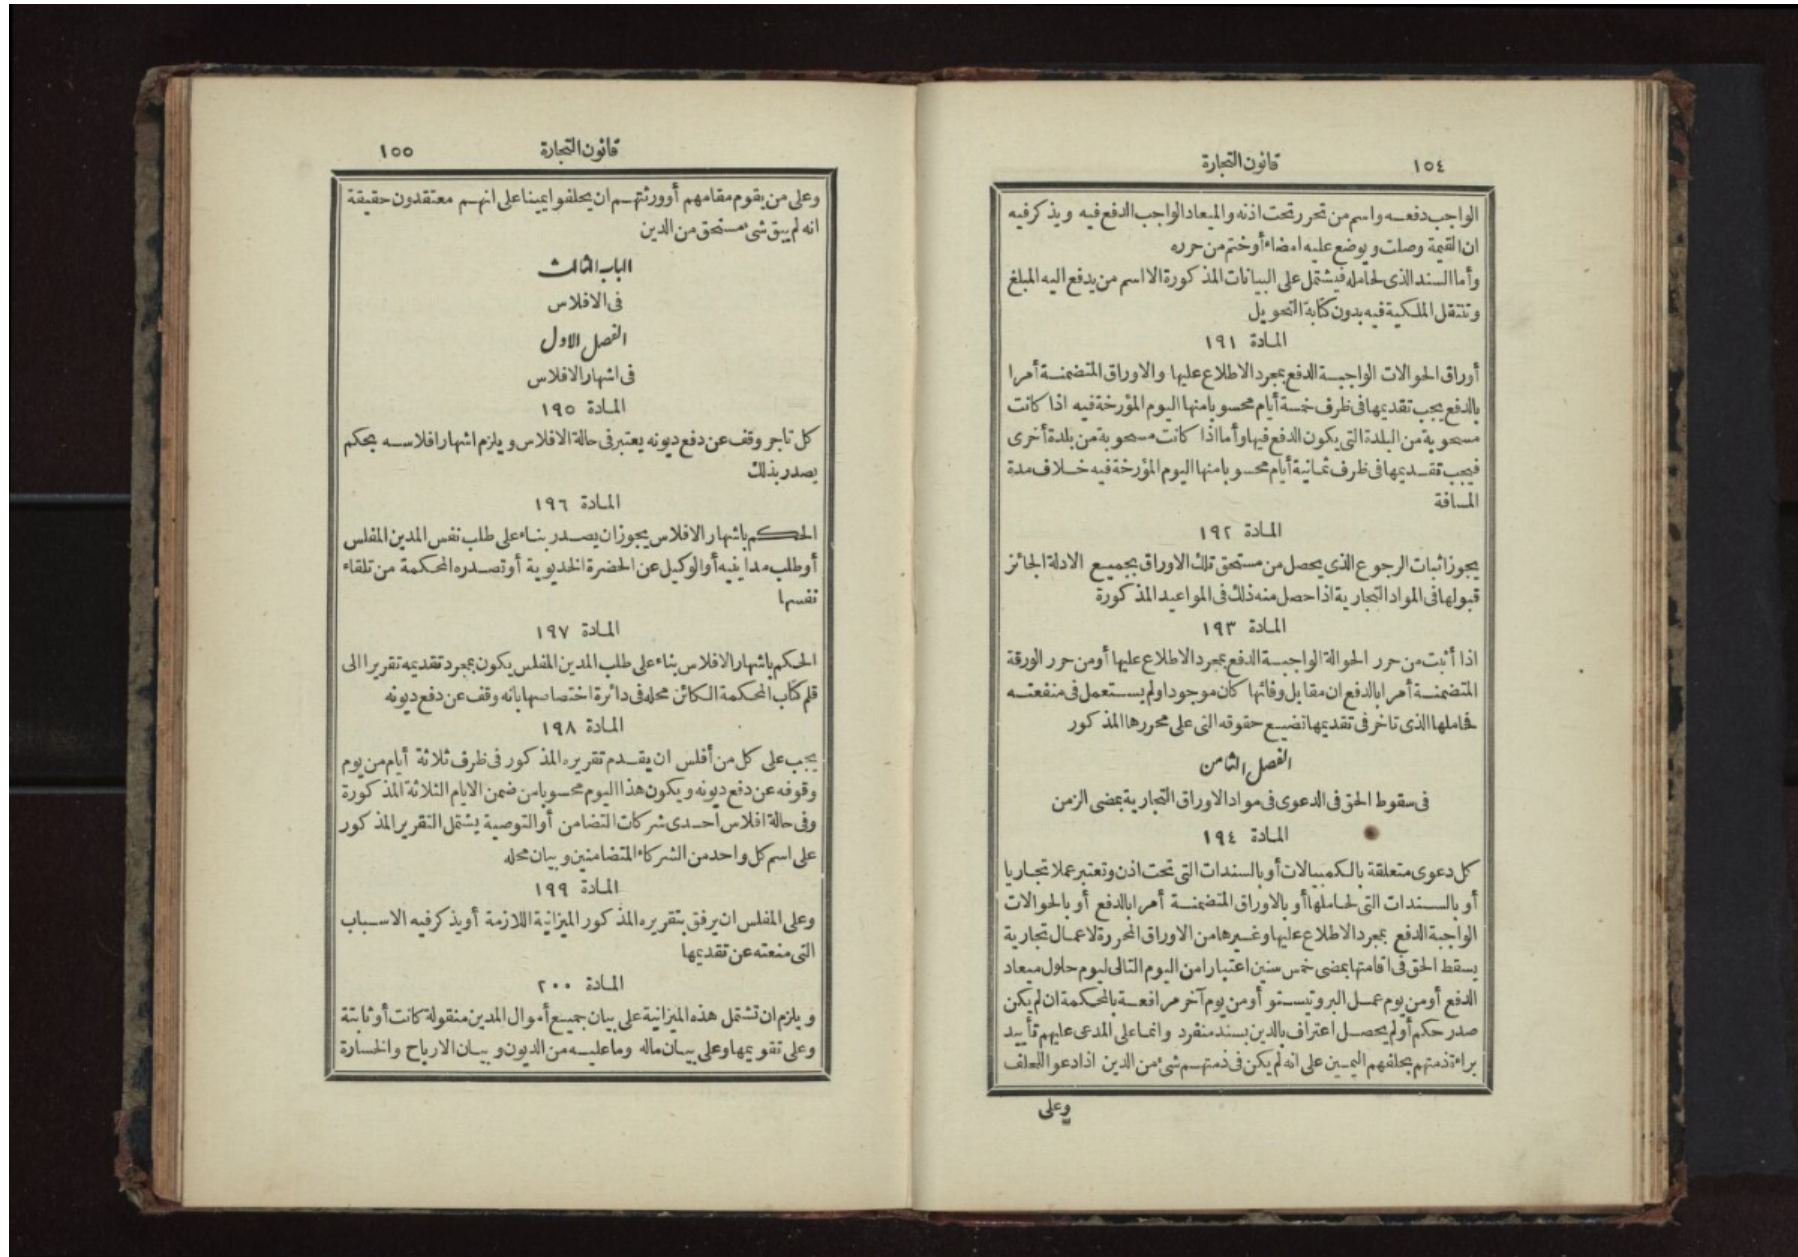 ١٥٤
قانون التجارة
الواجب دفعه واسم من تحرر تحت اذنه والميعاد الواجب الدفع فيه ويذكر فيه
ان القيمة وصلت ويوضع عليه امضاء أو ختم من حرره
وأما السند الذى لحامله فيشتمل على البيانات المذكورة الا اسم من يدفع اليه المبلغ
وتنتقل الملكية فيه بدون كتابة التحويل
المادة ١٩١
أوراق الحوالات الواجبة الدفع بمجرد الاطلاع عليها والاوراق المتضمنة أمرا
بالدفع يجب تقديمها فى ظرف خمسة أيام محسوبا منها اليوم المؤرخة فيه اذا كانت
مسحوبة من البلدة التى يكون الدفع فيها وأما اذا كانت مسحوبة من بلدة أخرى
فيجب تقديمها فى ظرف ثمانية أيام محسوبا منها اليوم المؤرخة فيه خلاف مدة
المسافة
المادة ١٩٢
يجوز اثبات الرجوع الذى يحصل من مستحق تلك الاوراق بجميع الادلة الجائز
قبولها فى المواد التجارية اذا حصل منه ذلك فى المواعيد المذكورة
المادة ١٩٣
اذا أثبت من حرر الحوالة الواجبة الدفع بمجرد الاطلاع عليها أو من حرر الورقة
المتضمنة أمرا بالدفع ان مقابل وفائها كان موجودا ولم يستعمل فى منفعته
فحاملها الذى تاخر فى تقديمها تضيع حقوقه التى على محررها المذكور
الفصل الثامن
فى سقوط الحق فى الدعوى فى مواد الاوراق التجارية بمضى الزمن
المادة ١٩٤
كل دعوى متعلقة بالكمبيالات أو بالسندات التى تحت اذن وتعتبر عملا تجاريا
أو بالسندات التى لحاملها أو بالاوراق المتضمنة أمرا بالدفع أو بالحوالات
الواجبة الدفع بمجرد الاطلاع عليها وغيرها من الاوراق المحررة لاعمال تجارية
يسقط الحق فى اقامتها بمضى خمس سنين اعتبارا من اليوم التالى ليوم حلول ميعاد
الدفع أو من يوم عمل البروتيستو أو من يوم آخر مرافعة بالمحكمة ان لم يكن
صدر حكم أو لم يحصل اعتراف بالدين بسند منفرد وانما على المدعى عليهم تأييد
براءة ذمتهم بحلفهم اليمين على انه لم يكن فى ذمتهم شىء من الدين اذا دعوا للحلف
وعلى
قانون التجارة
١٥٥
وعلى من يقوم مقامهم أو ورثتهم ان يحلفوا يمينا على انهم معتقدون حقيقة
انه لم يبق شىء مستحق من الدين
الباب الثالث
فى الافلاس
الفصل الاول
فى اشهار الافلاس
المادة ١٩٥
كل تاجر وقف عن دفع ديونه يعتبر فى حالة الافلاس ويلزم اشهار افلاسه بحكم
يصدر بذلك
المادة ١٩٦
الحكم باشهار الافلاس يجوز ان يصدر بناء على طلب نفس المدين المفلس
أو طلب مداينيه أو الوكيل عن الحضرة الخديوية أو تصدره المحكمة من تلقاء
نفسها
المادة ١٩٧
الحكم باشهار الافلاس بناء على طلب المدين المفلس يكون بمجرد تقديمه تقريرا الى
قلم كتاب المحكمة الكائن محله فى دائرة اختصاصها بانه وقف عن دفع ديونه
المادة ١٩٨
يجب على كل من أفلس ان يقدم تقريره المذكور فى ظرف ثلاثة أيام من يوم
وقوفه عن دفع ديونه ويكون هذا اليوم محسوبا من ضمن الايام الثلاثة المذكورة
وفى حالة افلاس احدى شركات التضامن أو التوصية يشتمل التقرير المذكور
على اسم كل واحد من الشركاء المتضامنين وبيان محله
المادة ١٩٩
وعلى المفلس ان يرفق بتقريره المذكور الميزانية اللازمة أو يذكر فيه الاسباب
التى منعته عن تقديمها
المادة ٢٠٠
ويلزم ان تشتمل هذه الميزانية على بيان جميع أموال المدين منقولة كانت أو ثابتة
وعلى تقويمها وعلى بيان ماله وما عليه من الديون وبيان الارباح والخسارة